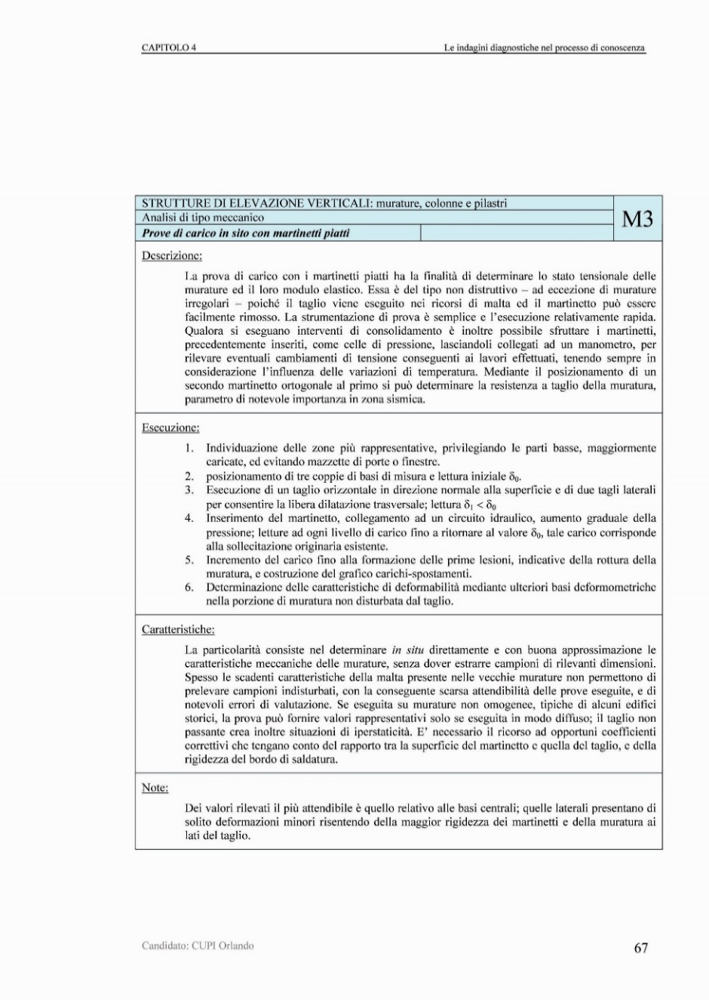 CAPITOLO 4 Le indagini diagnostiche nel processo di conoscenza
STRUTTURE DI ELEVAZIONE VERTICALI: murature, colonne e pilastri
M3
Analisi di tipo meccanico
Prove di carico in sito con martinetti piatti
Descrizione:
La prova di carico con i martinetti piatti ha la finalità di determinare lo stato tensionale delle
murature ed il loro modulo elastico. Essa è del tipo non distruttivo – ad eccezione di murature
irregolari – poiché il taglio viene eseguito nei ricorsi di malta ed il martinetto può essere
facilmente rimosso. La strumentazione di prova è semplice e l'esecuzione relativamente rapida.
Qualora si eseguano interventi di consolidamento è inoltre possibile sfruttare i martinetti,
precedentemente inseriti, come celle di pressione, lasciandoli collegati ad un manometro, per
rilevare eventuali cambiamenti di tensione conseguenti ai lavori effettuati, tenendo sempre in
considerazione l'influenza delle variazioni di temperatura. Mediante il posizionamento di un
secondo martinetto ortogonale al primo si può determinare la resistenza a taglio della muratura,
parametro di notevole importanza in zona sismica.
Esecuzione:
1. Individuazione delle zone più rappresentative, privilegiando le parti basse, maggiormente
caricate, ed evitando mazzette di porte o finestre.
2. posizionamento di tre coppie di basi di misura e lettura iniziale δ₀.
3. Esecuzione di un taglio orizzontale in direzione normale alla superficie e di due tagli laterali
per consentire la libera dilatazione trasversale; lettura δ₁ < δ₀
4. Inserimento del martinetto, collegamento ad un circuito idraulico, aumento graduale della
pressione; letture ad ogni livello di carico fino a ritornare al valore δ₀, tale carico corrisponde
alla sollecitazione originaria esistente.
5. Incremento del carico fino alla formazione delle prime lesioni, indicative della rottura della
muratura, e costruzione del grafico carichi-spostamenti.
6. Determinazione delle caratteristiche di deformabilità mediante ulteriori basi deformometriche
nella porzione di muratura non disturbata dal taglio.
Caratteristiche:
La particolarità consiste nel determinare in situ direttamente e con buona approssimazione le
caratteristiche meccaniche delle murature, senza dover estrarre campioni di rilevanti dimensioni.
Spesso le scadenti caratteristiche della malta presente nelle vecchie murature non permettono di
prelevare campioni indisturbati, con la conseguente scarsa attendibilità delle prove eseguite, e di
notevoli errori di valutazione. Se eseguita su murature non omogenee, tipiche di alcuni edifici
storici, la prova può fornire valori rappresentativi solo se eseguita in modo diffuso; il taglio non
passante crea inoltre situazioni di iperstaticità. E' necessario il ricorso ad opportuni coefficienti
correttivi che tengano conto del rapporto tra la superficie del martinetto e quella del taglio, e della
rigidezza del bordo di saldatura.
Note:
Dei valori rilevati il più attendibile è quello relativo alle basi centrali; quelle laterali presentano di
solito deformazioni minori risentendo della maggior rigidezza dei martinetti e della muratura ai
lati del taglio.
Candidato: CUPI Orlando 67